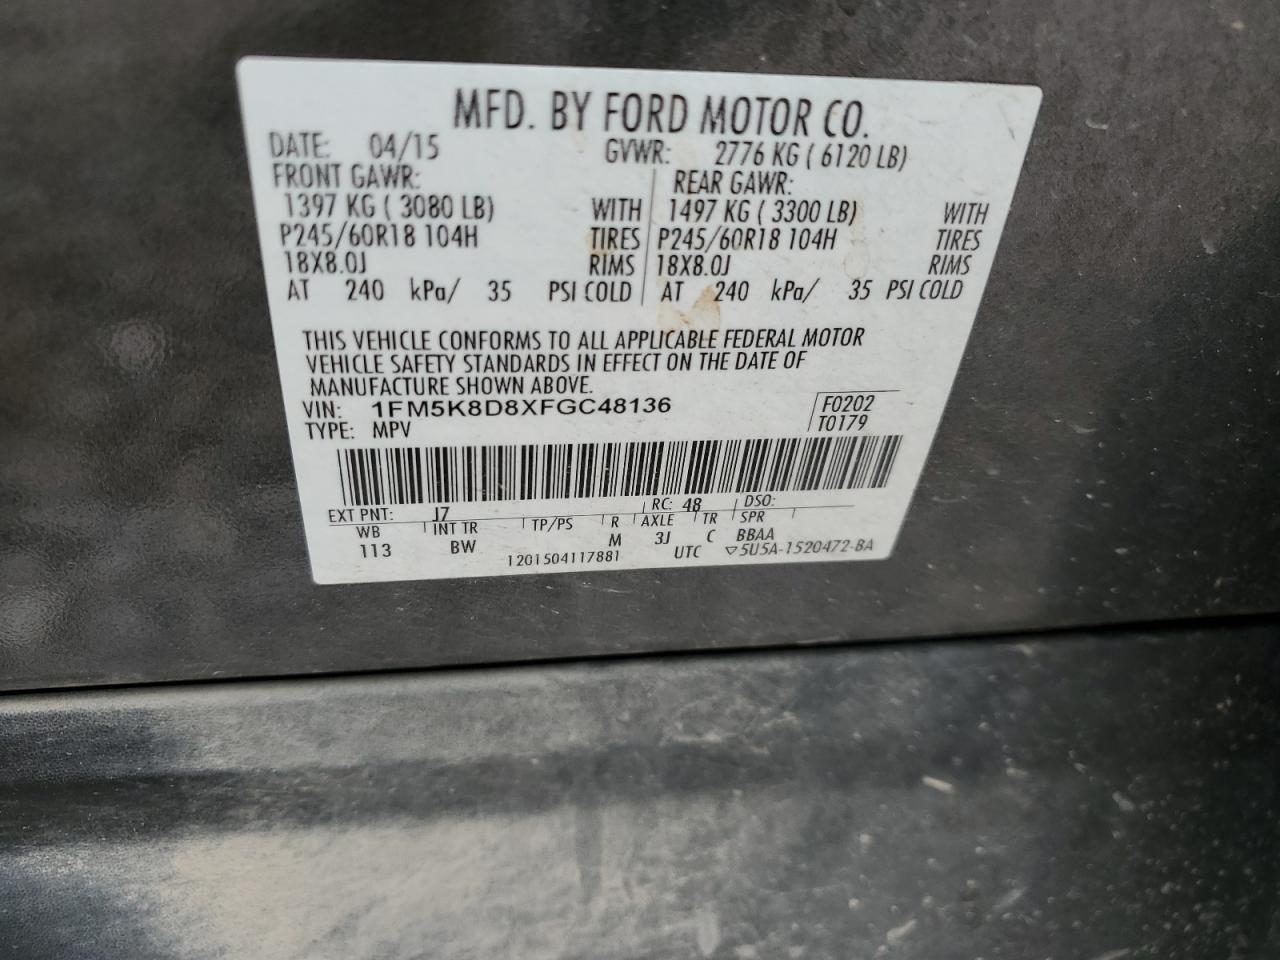 MFD. BY FORD MOTOR CO.
DATE: 04/15 GVWR: 2776 KG ( 6120 LB)
FRONT GAWR: REAR GAWR:
1397 KG ( 3080 LB) WITH 1497 KG ( 3300 LB) WITH
P245/60R18 104H TIRES P245/60R18 104H TIRES
18X8.0J RIMS 18X8.0J RIMS
AT 240 kPa/ 35 PSI COLD AT 240 kPa/ 35 PSI COLD
THIS VEHICLE CONFORMS TO ALL APPLICABLE FEDERAL MOTOR
VEHICLE SAFETY STANDARDS IN EFFECT ON THE DATE OF
MANUFACTURE SHOWN ABOVE.
VIN: 1FM5K8D8XFGC48136 F0202
TYPE: MPV T0179
EXT PNT: J7 RC: 48 DSO:
WB INT TR TP/PS R AXLE TR SPR
113 BW M 3J C BBAA
1201504117881 UTC ▽5U5A-1520472-BA